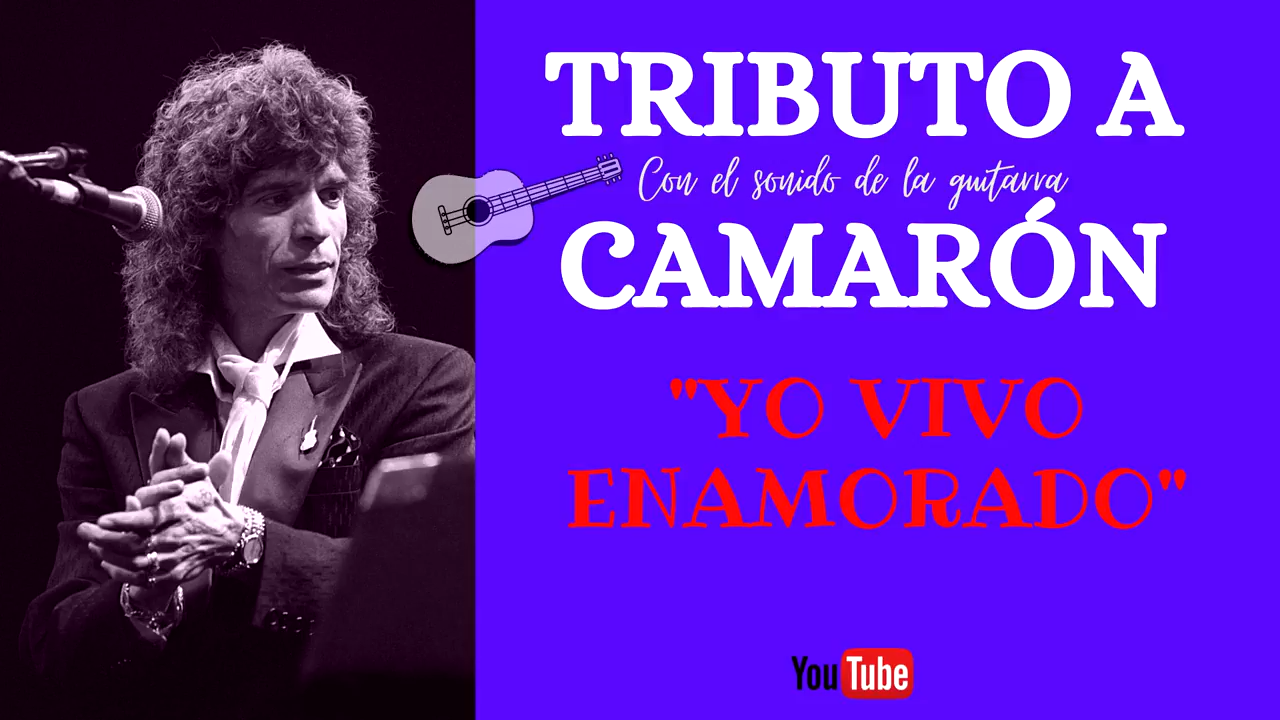 TRIBUTO A
Con el sonido de la guitarra
CAMARÓN
"YO VIVO
ENAMORADO"
YouTube